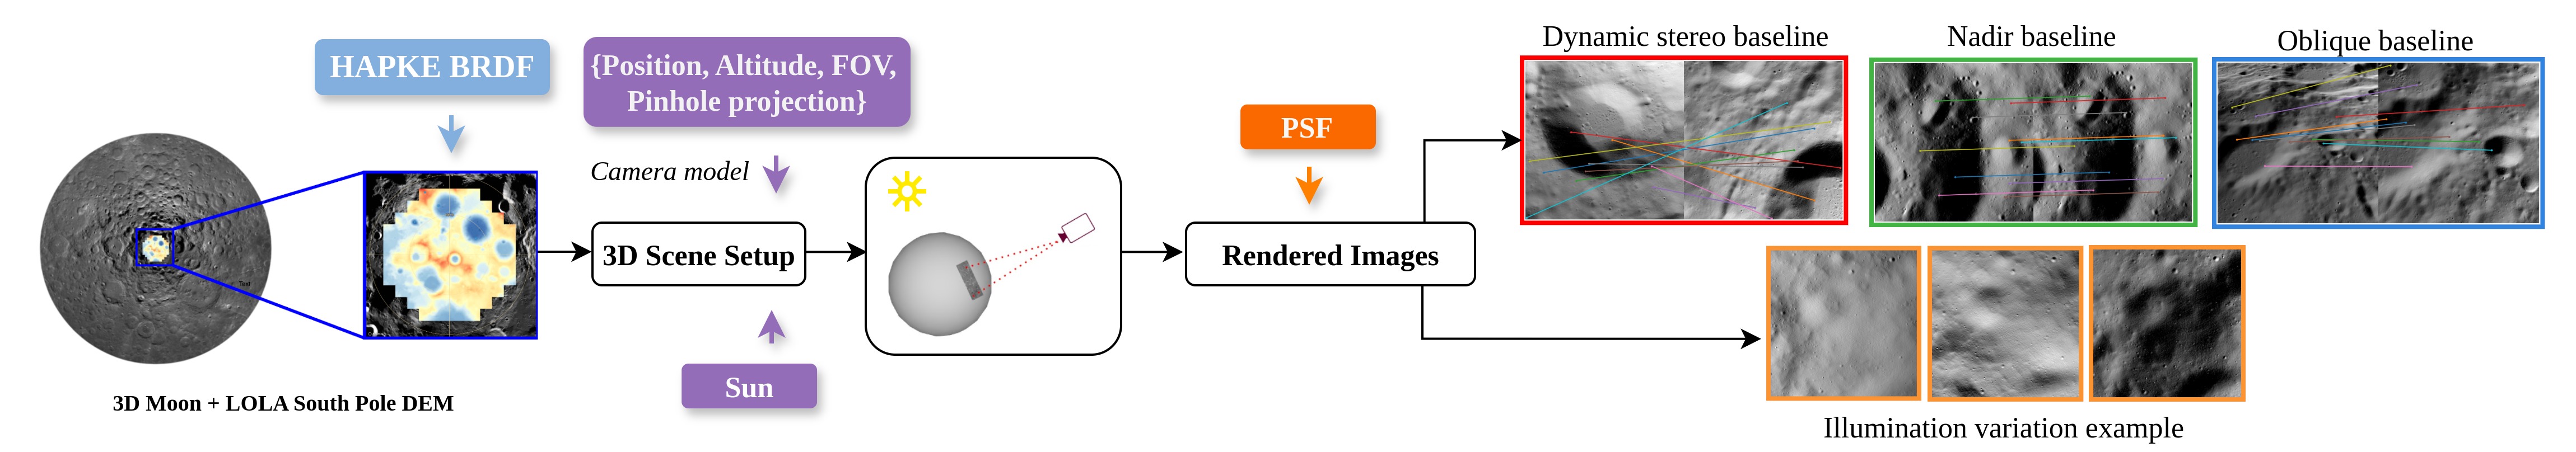 HAPKE BRDF
{Position, Altitude, FOV,
Pinhole projection}
Camera model
3D Scene Setup
Sun
Text
3D Moon + LOLA South Pole DEM
PSF
Rendered Images
Dynamic stereo baseline
Nadir baseline
Oblique baseline
Illumination variation example